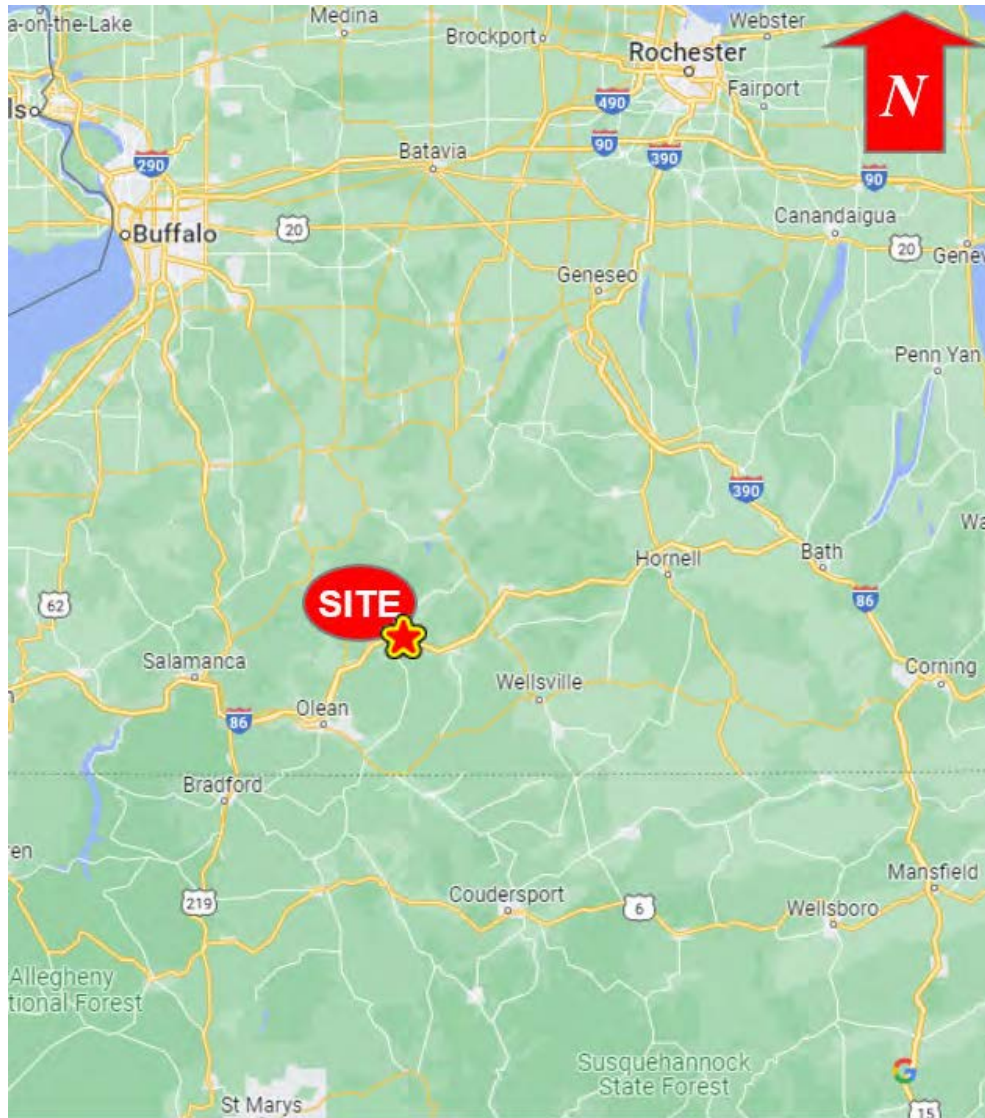 a-on-the-Lake
Medina
Webster
Brockport
Rochester
N
Fairport
490
ls
90
390
290
Batavia
90
20
Canandaigua
Buffalo
20
Genev
Geneseo
Penn Yan
390
Hornell
Bath
Wa
SITE
62
86
Salamanca
Corning
Wellsville
n
Olean
86
Bradford
ren
Mansfield
Coudersport
219
6
Wellsboro
Allegheny
tional Forest
Susquehannock
State Forest
G
St Marys
15